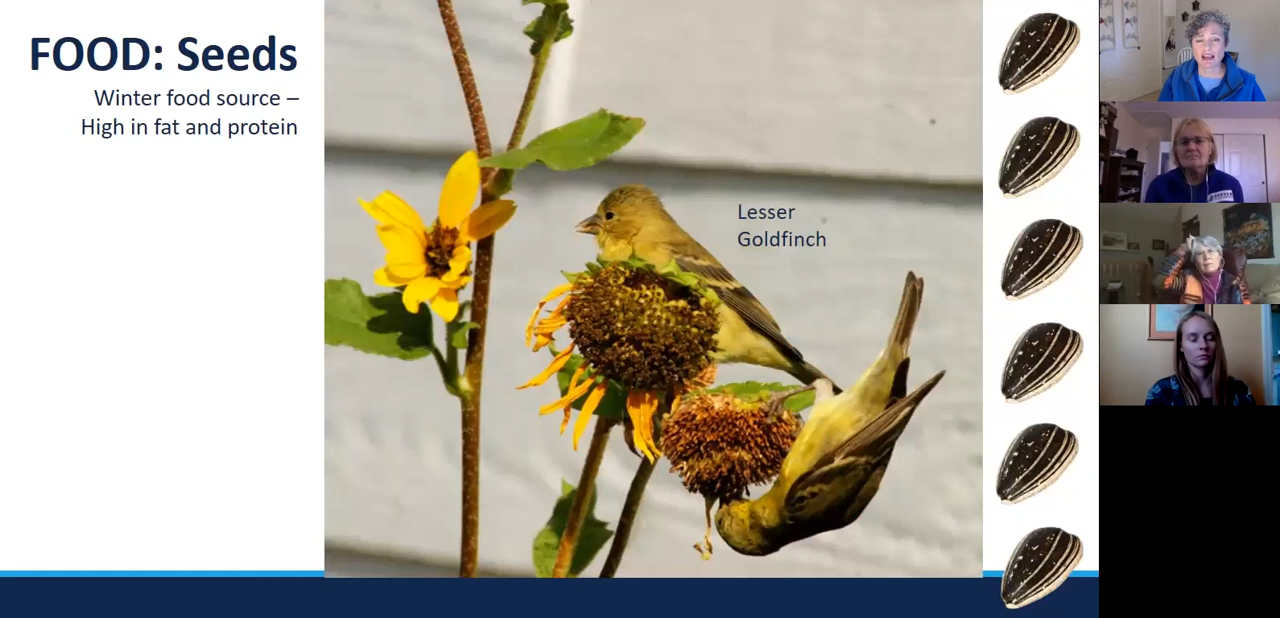 FOOD: Seeds
Winter food source –
High in fat and protein
Lesser
Goldfinch